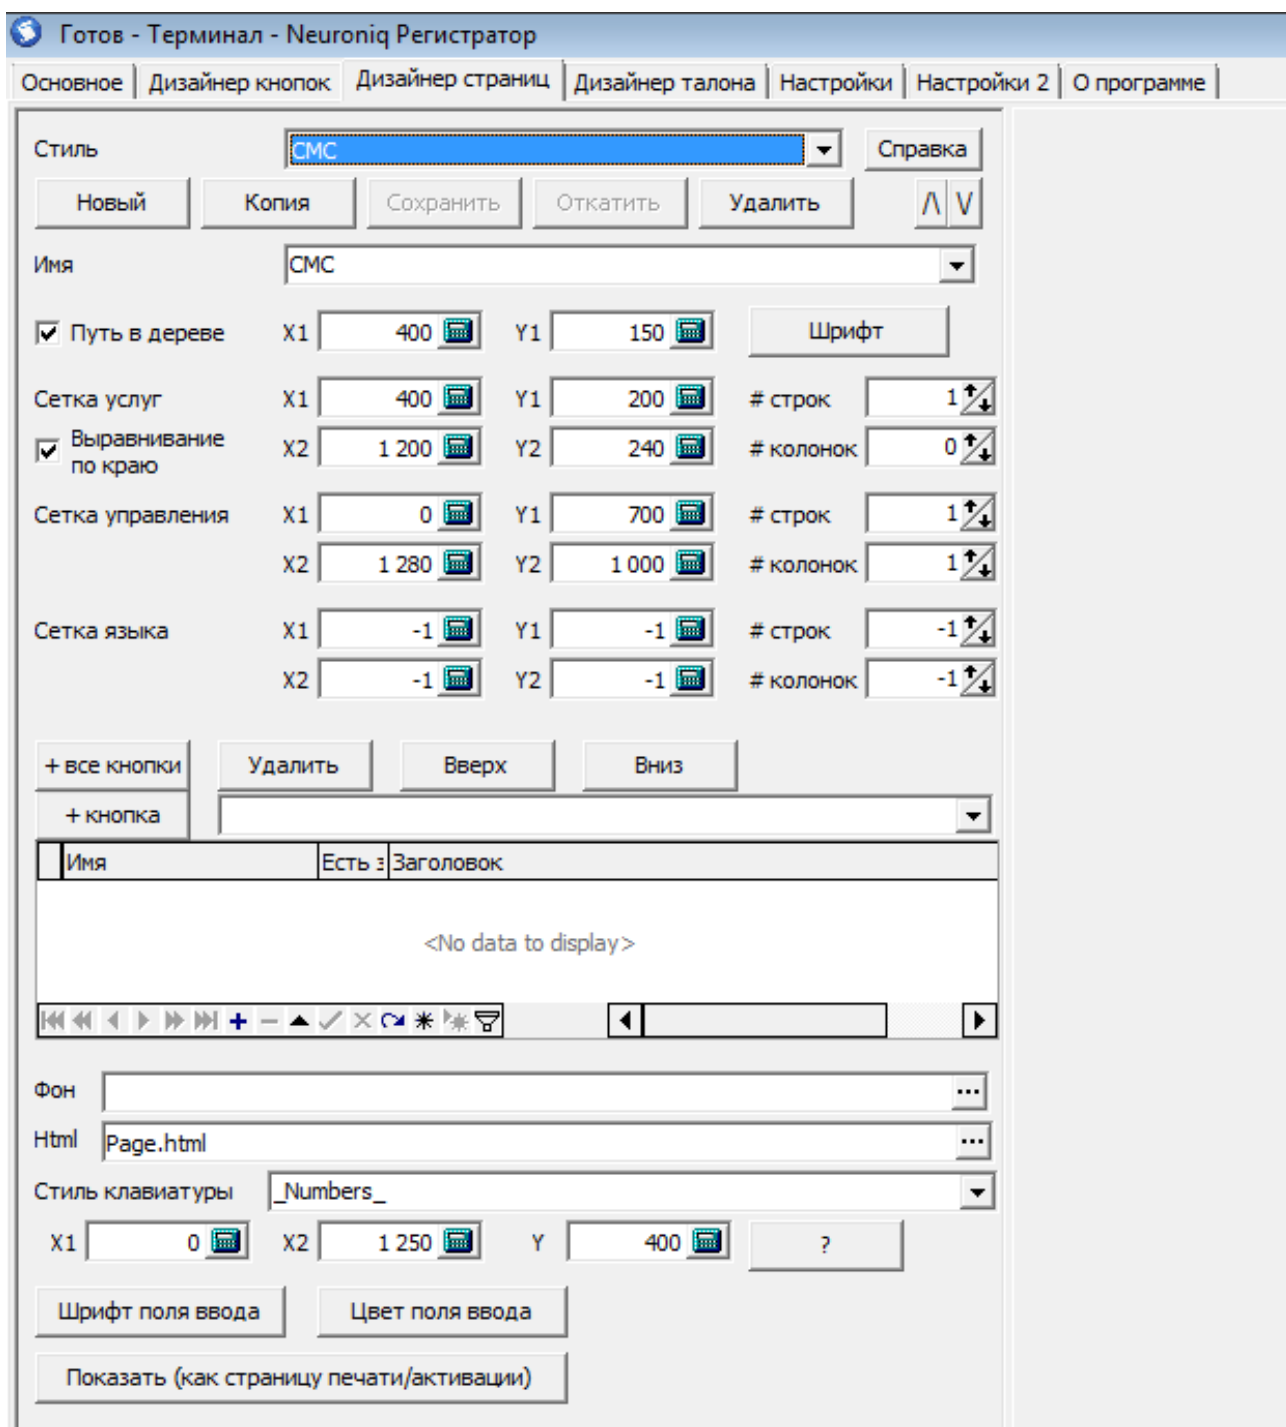 Готов - Терминал - Neuroniq Регистратор
Основное Дизайнер кнопок Дизайнер страниц Дизайнер талона Настройки Настройки 2 О программе
Стиль СМС Справка
Новый Копия Сохранить Откатить Удалить /\ \/
Имя СМС
Путь в дереве X1 400 Y1 150 Шрифт
Сетка услуг X1 400 Y1 200 # строк 1
Выравнивание
по краю X2 1 200 Y2 240 # колонок 0
Сетка управления X1 0 Y1 700 # строк 1
X2 1 280 Y2 1 000 # колонок 1
Сетка языка X1 -1 Y1 -1 # строк -1
X2 -1 Y2 -1 # колонок -1
+ все кнопки Удалить Вверх Вниз
+ кнопка
Имя Есть з Заголовок
<No data to display>
Фон
Html Page.html
Стиль клавиатуры _Numbers_
X1 0 X2 1 250 Y 400 ?
Шрифт поля ввода Цвет поля ввода
Показать (как страницу печати/активации)